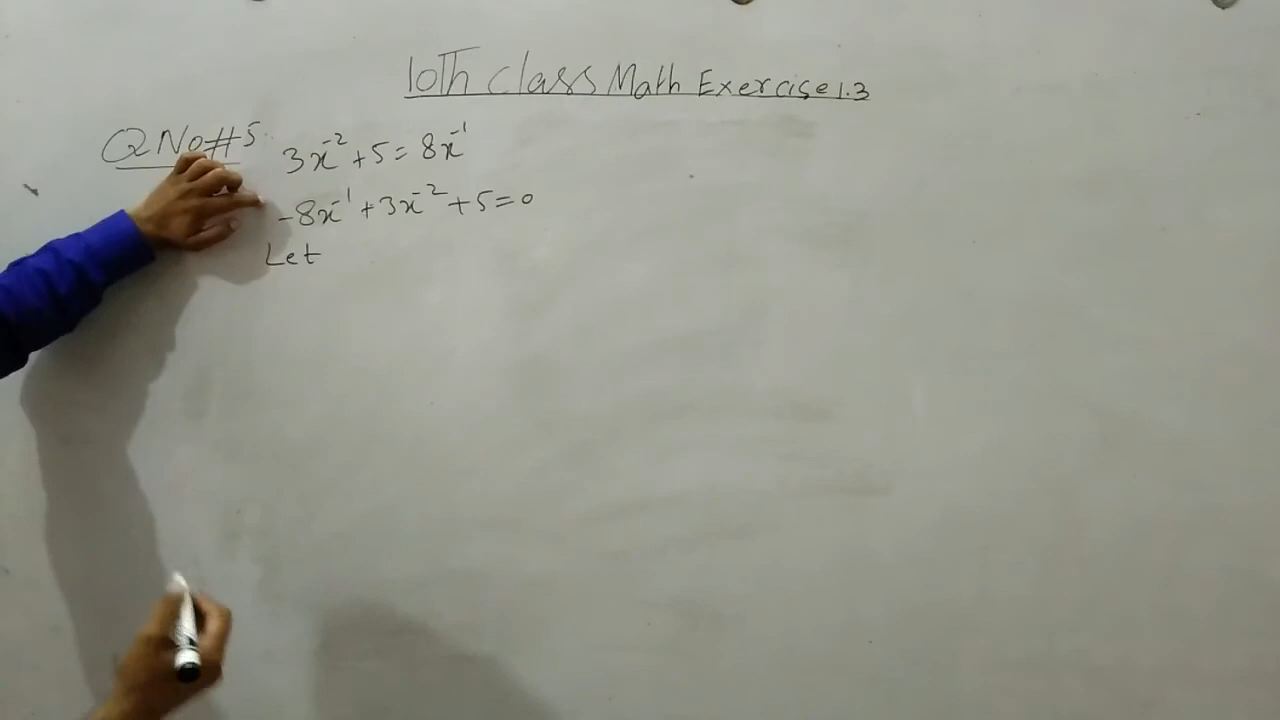 10Th Class Math Exercise 1.3
Q No# 5 3x⁻² + 5 = 8x⁻¹
-8x⁻¹ + 3x⁻² + 5 = 0
Let